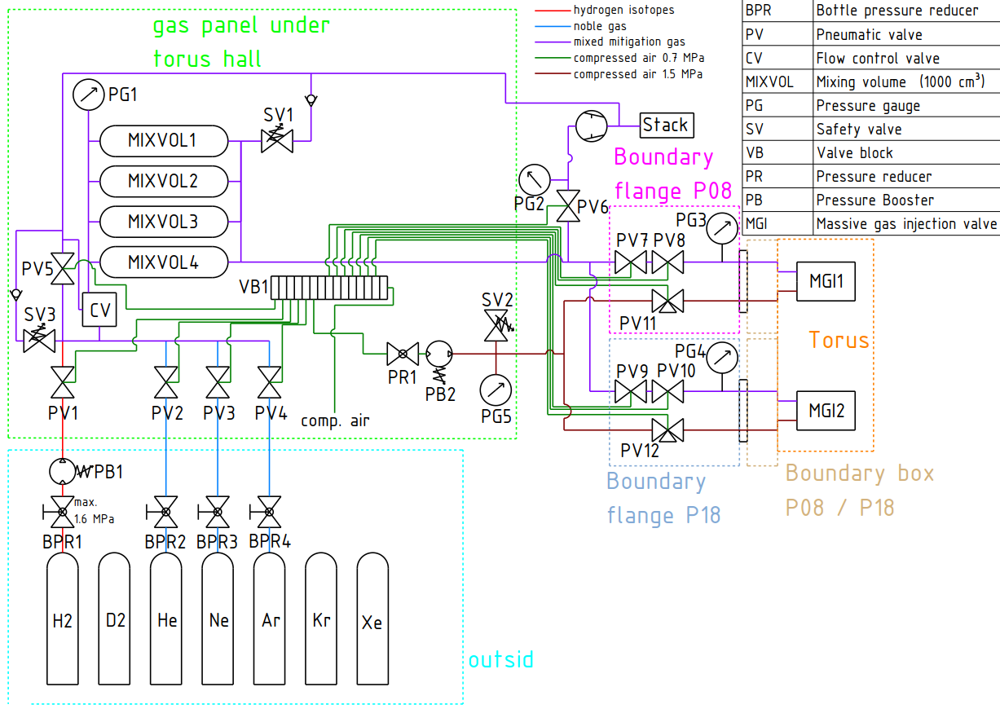 gas panel under
torus hall
hydrogen isotopes
noble gas
mixed mitigation gas
compressed air 0.7 MPa
compressed air 1.5 MPa
BPR Bottle pressure reducer
PV Pneumatic valve
CV Flow control valve
MIXVOL Mixing volume (1000 cm³)
PG Pressure gauge
SV Safety valve
VB Valve block
PR Pressure reducer
PB Pressure Booster
MGI Massive gas injection valve
PG1
SV1
MIXVOL1
MIXVOL2
MIXVOL3
MIXVOL4
Stack
PG2
PV6
Boundary
flange P08
PG3
PV7
PV8
PV11
MGI1
PV5
VB1
CV
SV3
SV2
PR1
PB2
PG5
Torus
PG4
PV9
PV10
PV12
MGI2
PV1
PV2
PV3
PV4
comp. air
Boundary
flange P18
Boundary box
P08 / P18
PB1
max.
1.6 MPa
BPR1
BPR2
BPR3
BPR4
H2
D2
He
Ne
Ar
Kr
Xe
outsid